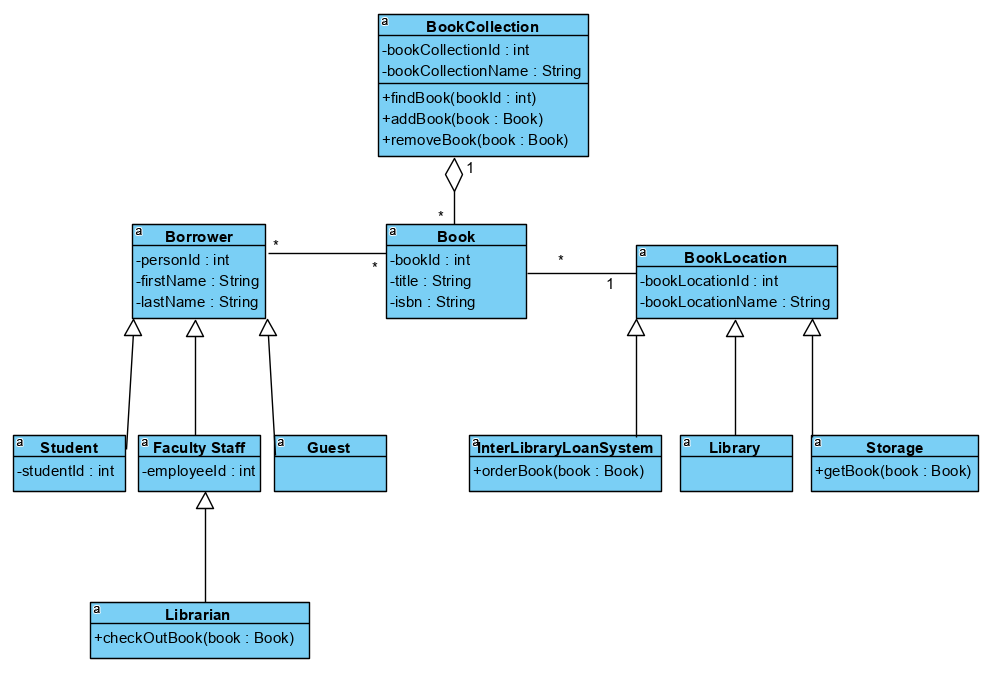 a
BookCollection
-bookCollectionId : int
-bookCollectionName : String
+findBook(bookId : int)
+addBook(book : Book)
+removeBook(book : Book)
1
*
a
Borrower
-personId : int
-firstName : String
-lastName : String
*
*
a
Book
-bookId : int
-title : String
-isbn : String
*
1
a
BookLocation
-bookLocationId : int
-bookLocationName : String
a
Student
-studentId : int
a
Faculty Staff
-employeeId : int
a
Guest
a
InterLibraryLoanSystem
+orderBook(book : Book)
a
Library
a
Storage
+getBook(book : Book)
a
Librarian
+checkOutBook(book : Book)